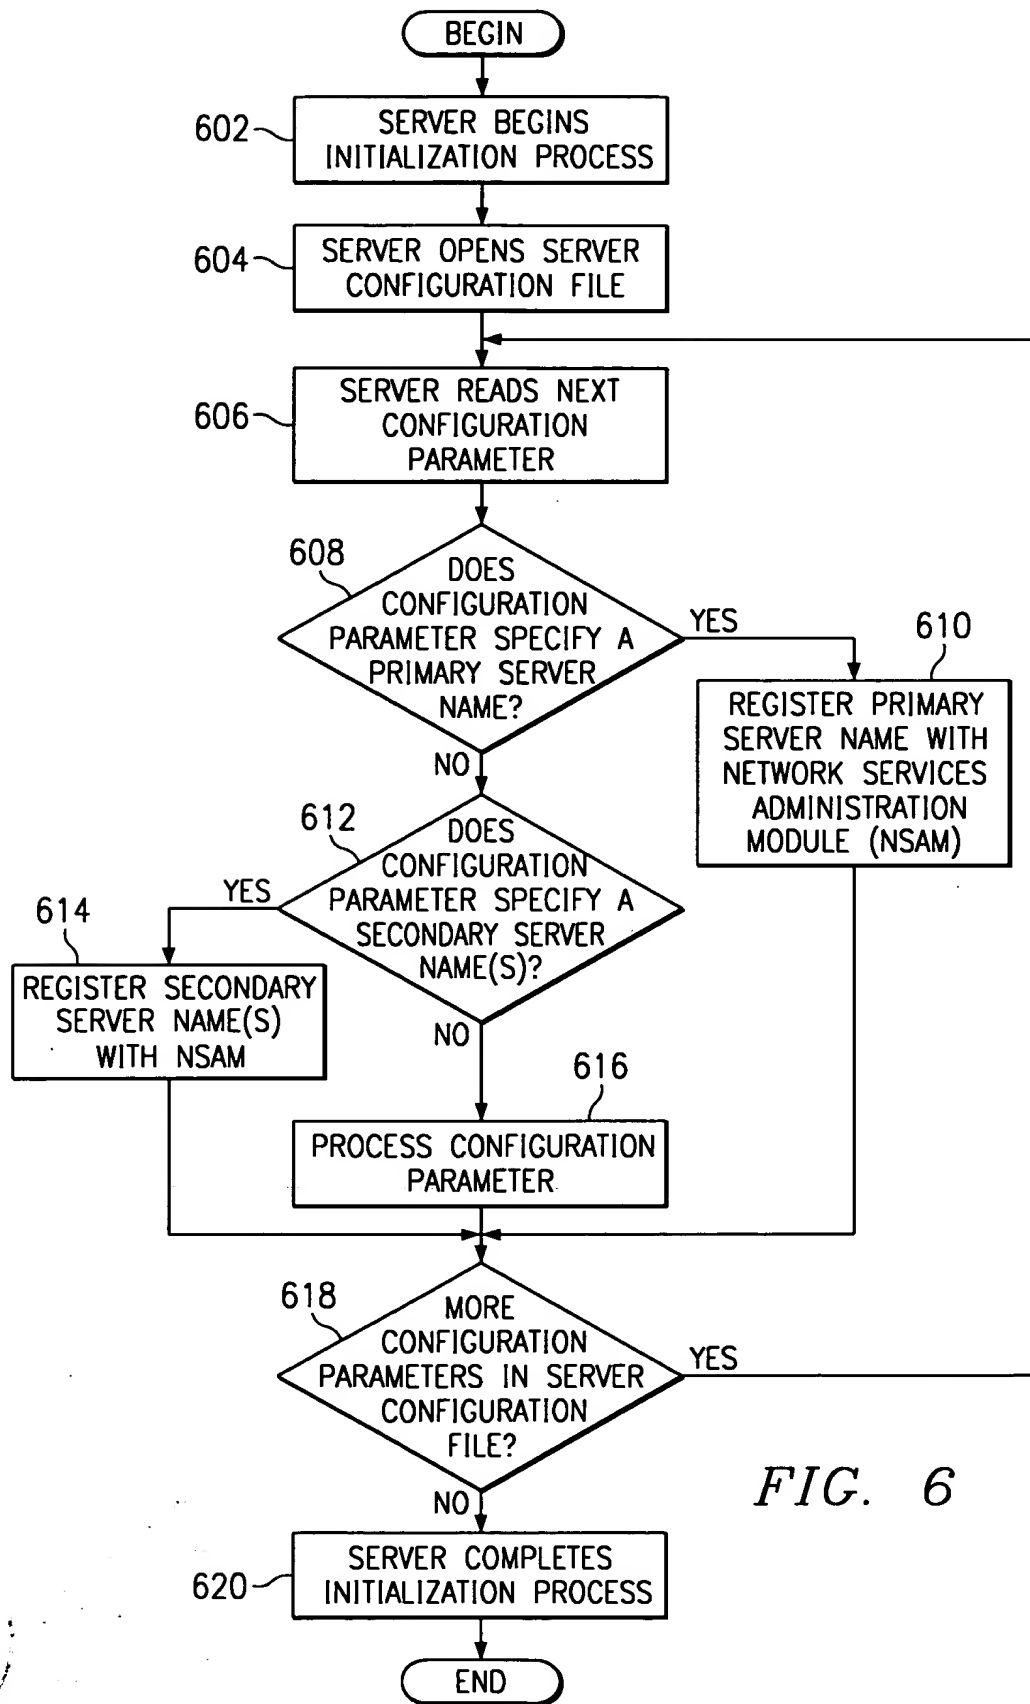 BEGIN
602
SERVER BEGINS
INITIALIZATION PROCESS
604
SERVER OPENS SERVER
CONFIGURATION FILE
606
SERVER READS NEXT
CONFIGURATION
PARAMETER
608
DOES
CONFIGURATION
PARAMETER SPECIFY A
PRIMARY SERVER
NAME?
YES
NO
610
REGISTER PRIMARY
SERVER NAME WITH
NETWORK SERVICES
ADMINISTRATION
MODULE (NSAM)
612
DOES
CONFIGURATION
PARAMETER SPECIFY A
SECONDARY SERVER
NAME(S)?
YES
NO
614
REGISTER SECONDARY
SERVER NAME(S)
WITH NSAM
616
PROCESS CONFIGURATION
PARAMETER
618
MORE
CONFIGURATION
PARAMETERS IN SERVER
CONFIGURATION
FILE?
YES
NO
FIG. 6
620
SERVER COMPLETES
INITIALIZATION PROCESS
END